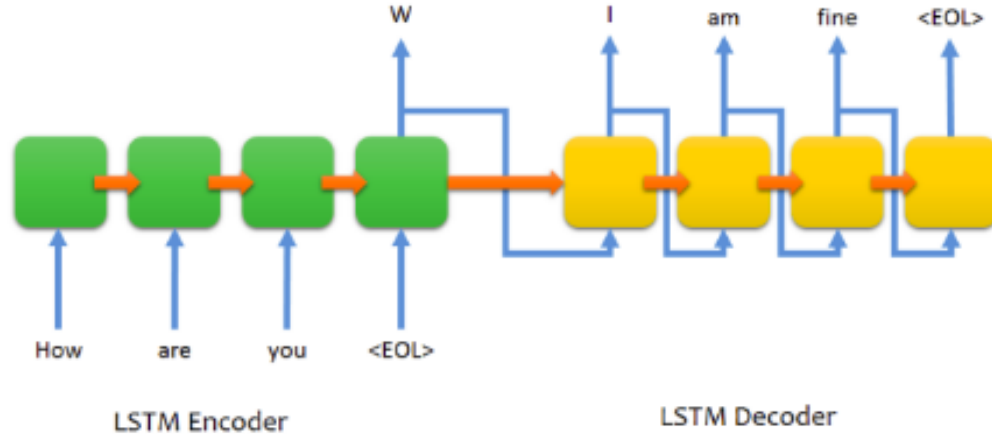 W I am fine <EOL>
How are you <EOL>
LSTM Encoder LSTM Decoder